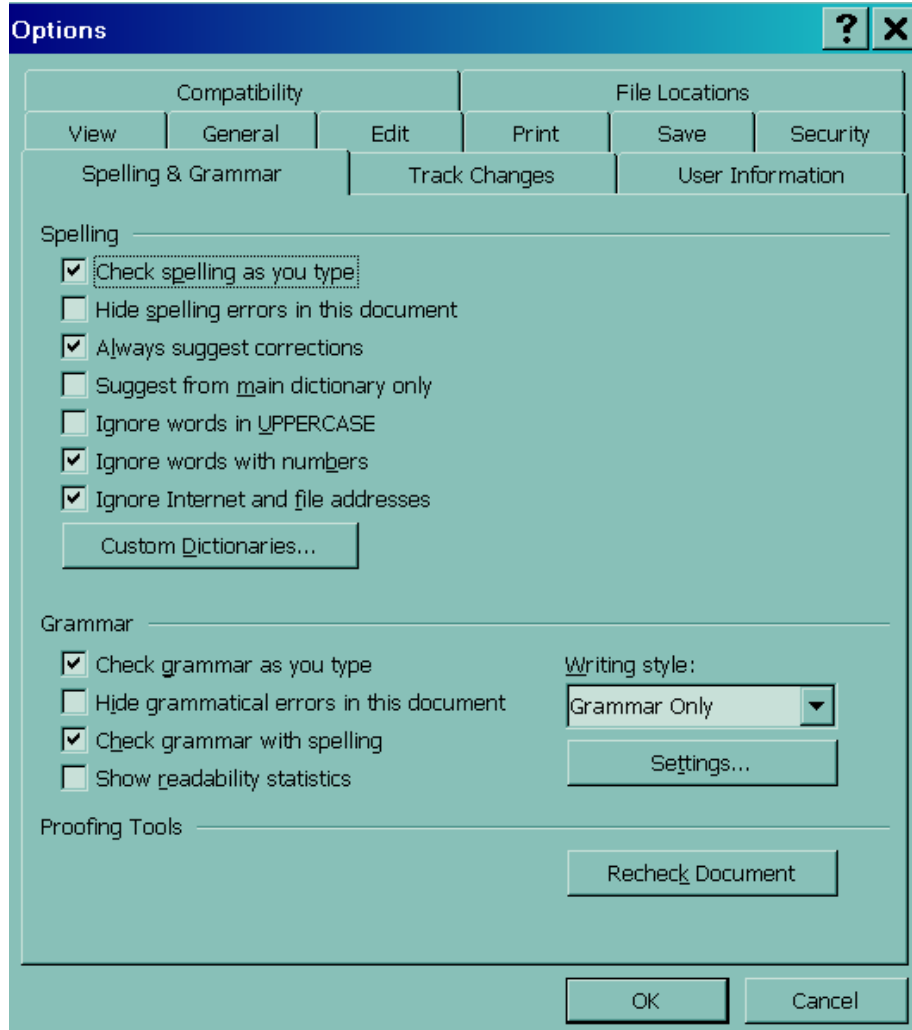 Options
Compatibility File Locations
View General Edit Print Save Security
Spelling & Grammar Track Changes User Information
Spelling
Check spelling as you type
Hide spelling errors in this document
Always suggest corrections
Suggest from main dictionary only
Ignore words in UPPERCASE
Ignore words with numbers
Ignore Internet and file addresses
Custom Dictionaries...
Grammar
Check grammar as you type Writing style:
Hide grammatical errors in this document Grammar Only
Check grammar with spelling
Show readability statistics Settings...
Proofing Tools
Recheck Document
OK Cancel